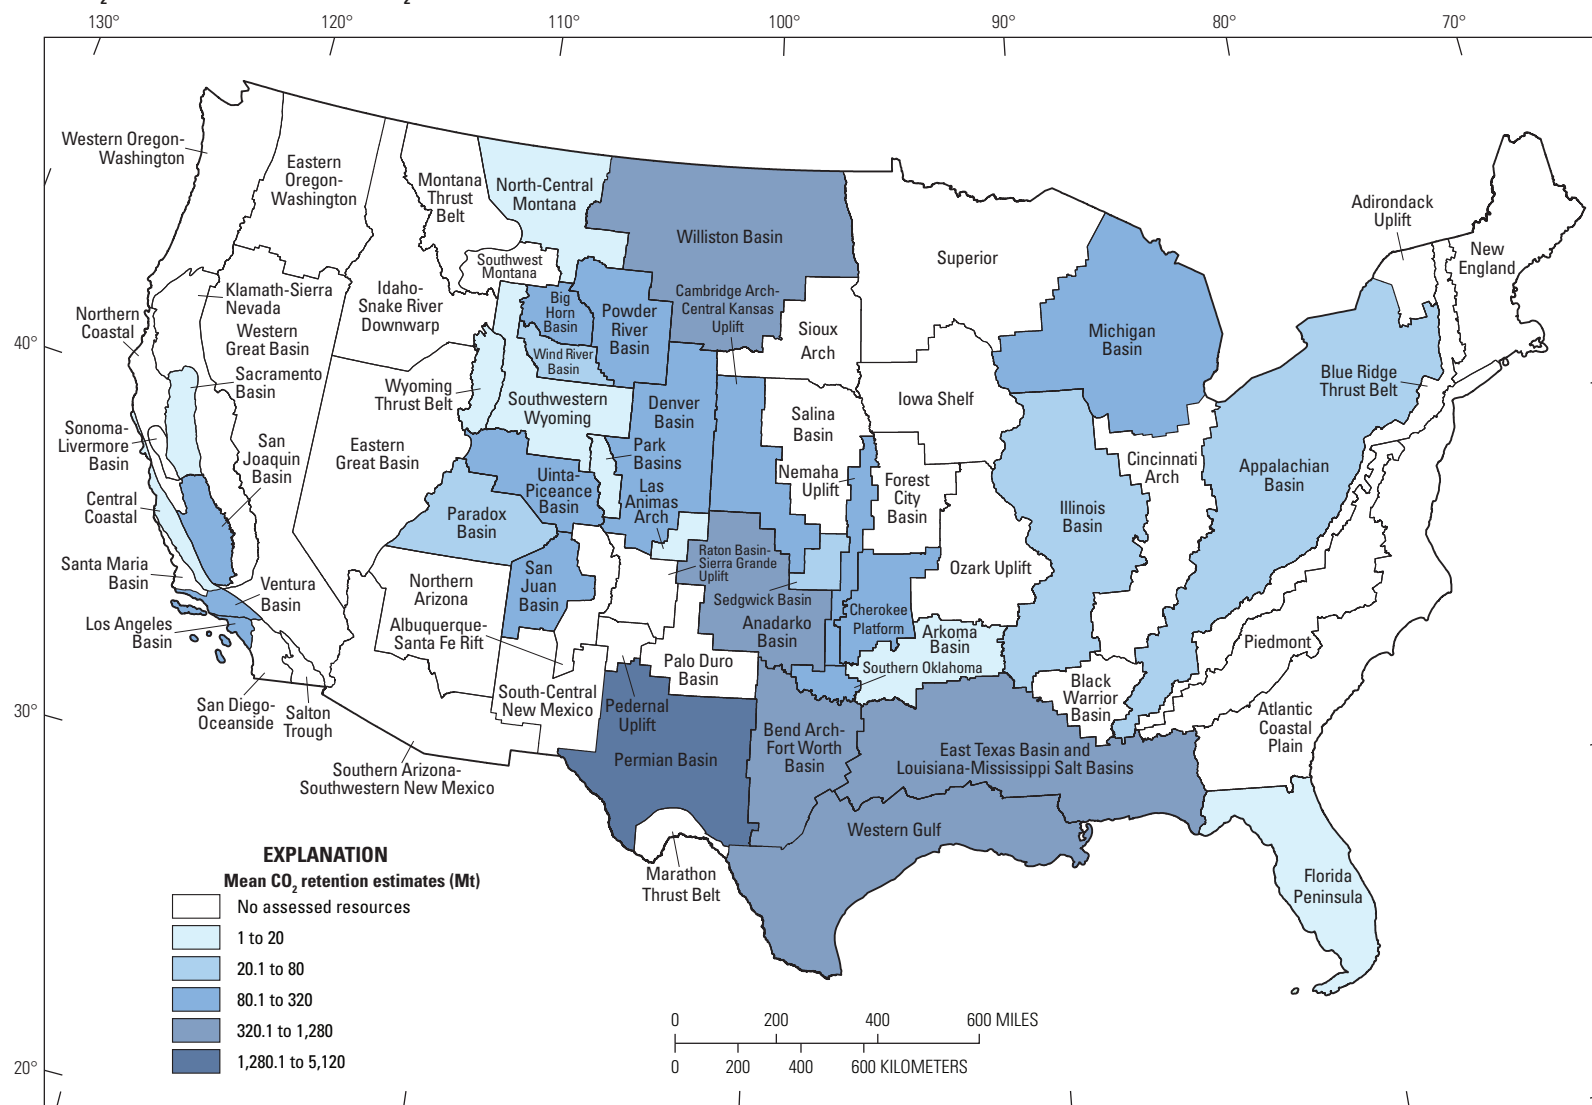 130°
120°
110°
100°
90°
80°
70°
40°
30°
20°
Western Oregon-
Washington
Eastern
Oregon-
Washington
Montana
Thrust
Belt
North-Central
Montana
Williston Basin
Superior
Adirondack
Uplift
New
England
Southwest
Montana
Klamath-Sierra
Nevada
Idaho-
Snake River
Downwarp
Northern
Coastal
Western
Great Basin
Big
Horn
Basin
Powder
River
Basin
Cambridge Arch-
Central Kansas
Uplift
Sioux
Arch
Michigan
Basin
Wind River
Basin
Sacramento
Basin
Wyoming
Thrust Belt
Southwestern
Wyoming
Denver
Basin
Iowa Shelf
Blue Ridge
Thrust Belt
Sonoma-
Livermore
Basin
San
Joaquin
Basin
Eastern
Great Basin
Park
Basins
Salina
Basin
Nemaha
Uplift
Forest
City
Basin
Cincinnati
Arch
Appalachian
Basin
Central
Coastal
Uinta-
Piceance
Basin
Las
Animas
Arch
Paradox
Basin
Illinois
Basin
Santa Maria
Basin
Ventura
Basin
Northern
Arizona
San
Juan
Basin
Raton Basin-
Sierra Grande
Uplift
Ozark Uplift
Sedgwick Basin
Cherokee
Platform
Los Angeles
Basin
Albuquerque-
Santa Fe Rift
Anadarko
Basin
Arkoma
Basin
Piedmont
Palo Duro
Basin
Southern Oklahoma
San Diego-
Oceanside
Salton
Trough
South-Central
New Mexico
Pedernal
Uplift
Black
Warrior
Basin
Atlantic
Coastal
Plain
Southern Arizona-
Southwestern New Mexico
Permian Basin
Bend Arch-
Fort Worth
Basin
East Texas Basin and
Louisiana-Mississippi Salt Basins
Western Gulf
Marathon
Thrust Belt
Florida
Peninsula
EXPLANATION
Mean CO₂ retention estimates (Mt)
No assessed resources
1 to 20
20.1 to 80
80.1 to 320
320.1 to 1,280
1,280.1 to 5,120
0 200 400 600 MILES
0 200 400 600 KILOMETERS